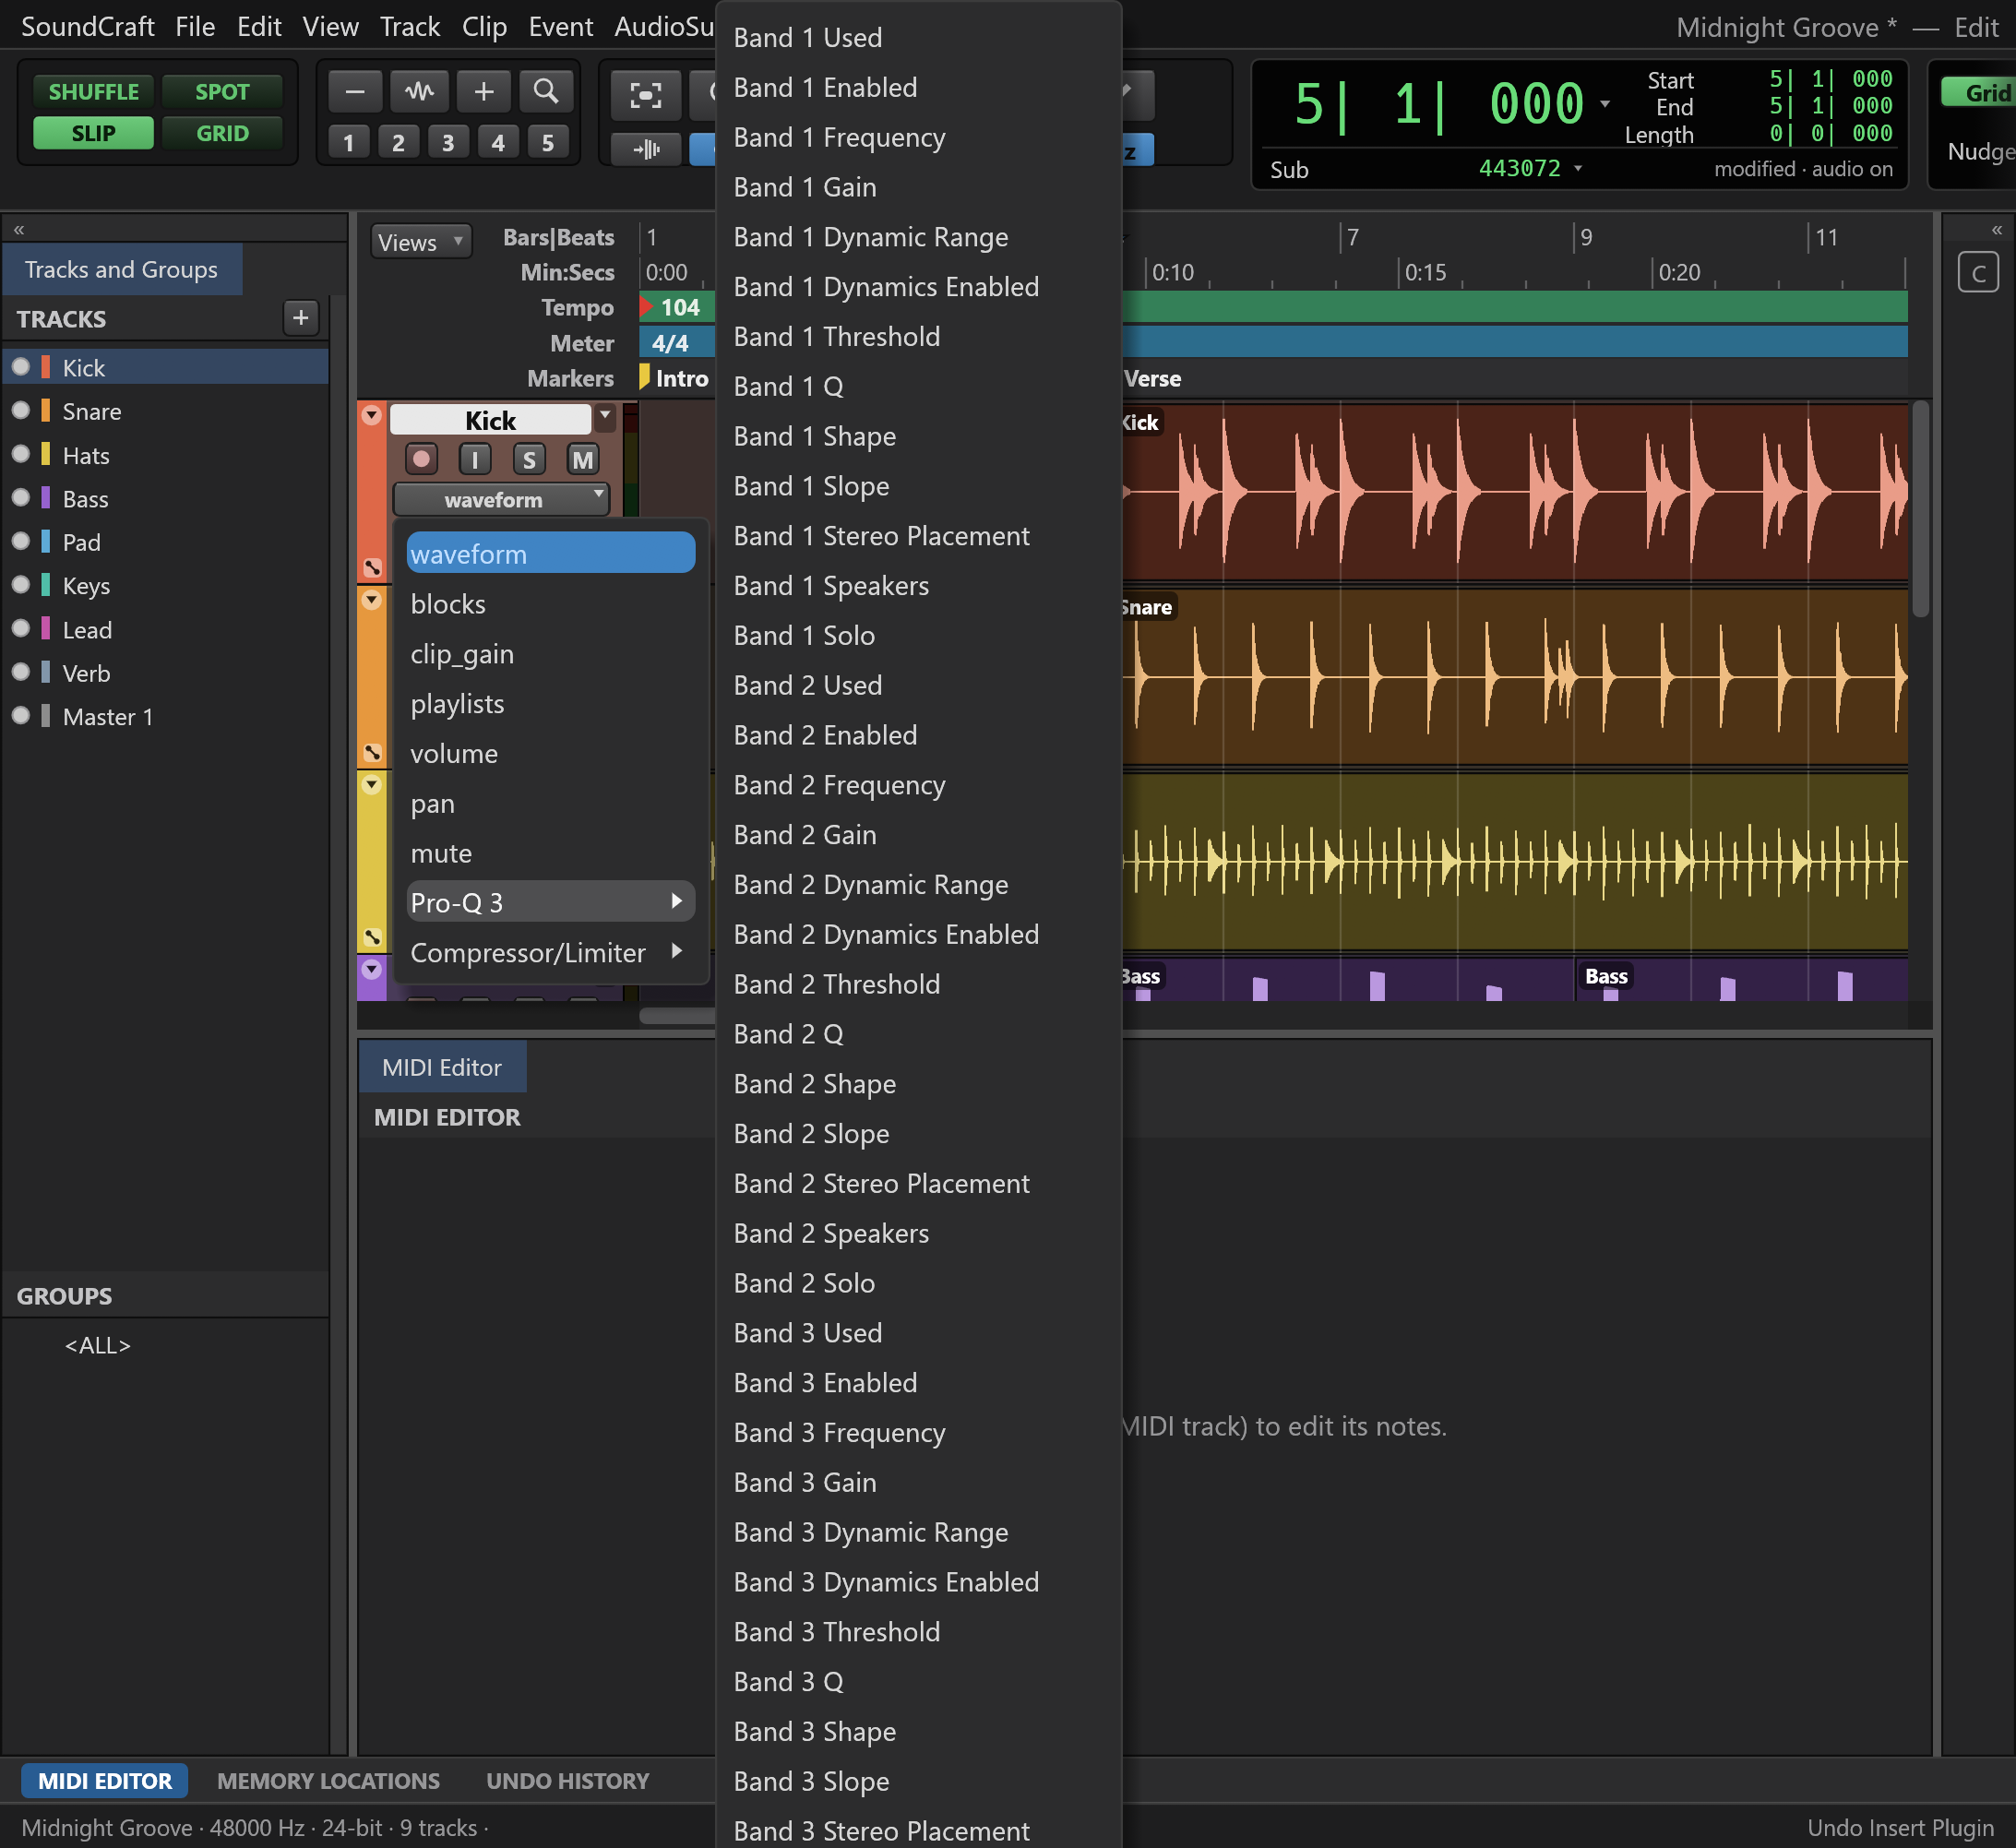 SoundCraft File Edit View Track Clip Event AudioSu
Midnight Groove * — Edit
SHUFFLE SPOT
SLIP GRID
1 2 3 4 5
z
5| 1| 000
Start 5| 1| 000
End 5| 1| 000
Length 0| 0| 000
Sub 443072 modified · audio on
Grid
Nudge
«
Tracks and Groups
TRACKS +
Kick
Snare
Hats
Bass
Pad
Keys
Lead
Verb
Master 1
GROUPS
<ALL>
Views
Bars|Beats 1 7 9 11
Min:Secs 0:00 0:10 0:15 0:20
Tempo 104
Meter 4/4
Markers Intro Verse
«
C
Kick
I S M
waveform
waveform
blocks
clip_gain
playlists
volume
pan
mute
Pro-Q 3
Compressor/Limiter
Band 1 Used
Band 1 Enabled
Band 1 Frequency
Band 1 Gain
Band 1 Dynamic Range
Band 1 Dynamics Enabled
Band 1 Threshold
Band 1 Q
Band 1 Shape
Band 1 Slope
Band 1 Stereo Placement
Band 1 Speakers
Band 1 Solo
Band 2 Used
Band 2 Enabled
Band 2 Frequency
Band 2 Gain
Band 2 Dynamic Range
Band 2 Dynamics Enabled
Band 2 Threshold
Band 2 Q
Band 2 Shape
Band 2 Slope
Band 2 Stereo Placement
Band 2 Speakers
Band 2 Solo
Band 3 Used
Band 3 Enabled
Band 3 Frequency
Band 3 Gain
Band 3 Dynamic Range
Band 3 Dynamics Enabled
Band 3 Threshold
Band 3 Q
Band 3 Shape
Band 3 Slope
Band 3 Stereo Placement
Kick
Snare
Bass Bass
MIDI Editor
MIDI EDITOR
MIDI track) to edit its notes.
MIDI EDITOR MEMORY LOCATIONS UNDO HISTORY
Midnight Groove · 48000 Hz · 24-bit · 9 tracks ·
Undo Insert Plugin